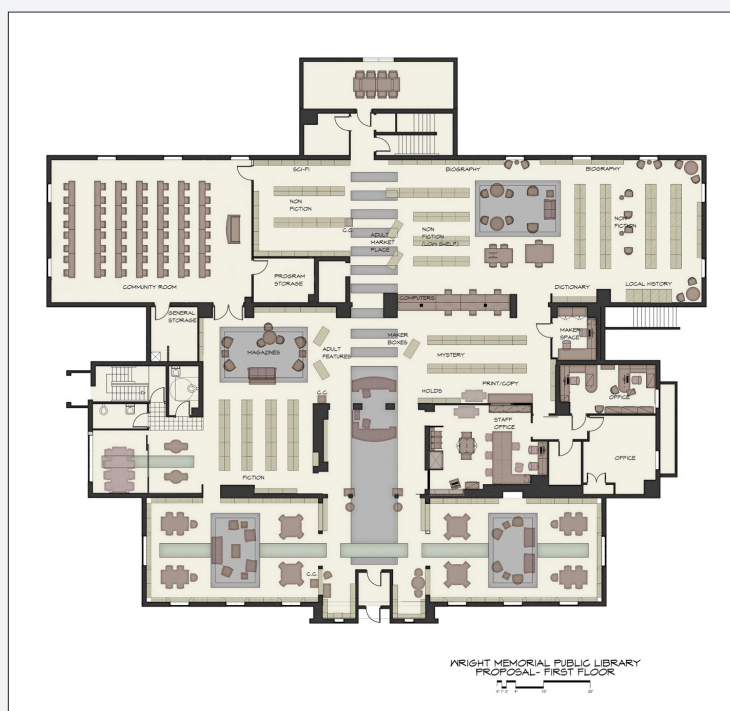 SCI-FI
BIOGRAPHY
BIOGRAPHY
NON
FICTION
C.C.
ADULT
MARKET
PLACE
NON
FICTION
(LOW SHELF)
NON
FICTION
COMMUNITY ROOM
PROGRAM
STORAGE
DICTIONARY
LOCAL HISTORY
GENERAL
STORAGE
COMPUTERS
MAKER
SPACE
MAGAZINES
ADULT
FEATURES
MAKER
BOXES
MYSTERY
C.C.
HOLDS
PRINT/COPY
OFFICE
STAFF
OFFICE
OFFICE
FICTION
C.C.
WRIGHT MEMORIAL PUBLIC LIBRARY
PROPOSAL- FIRST FLOOR